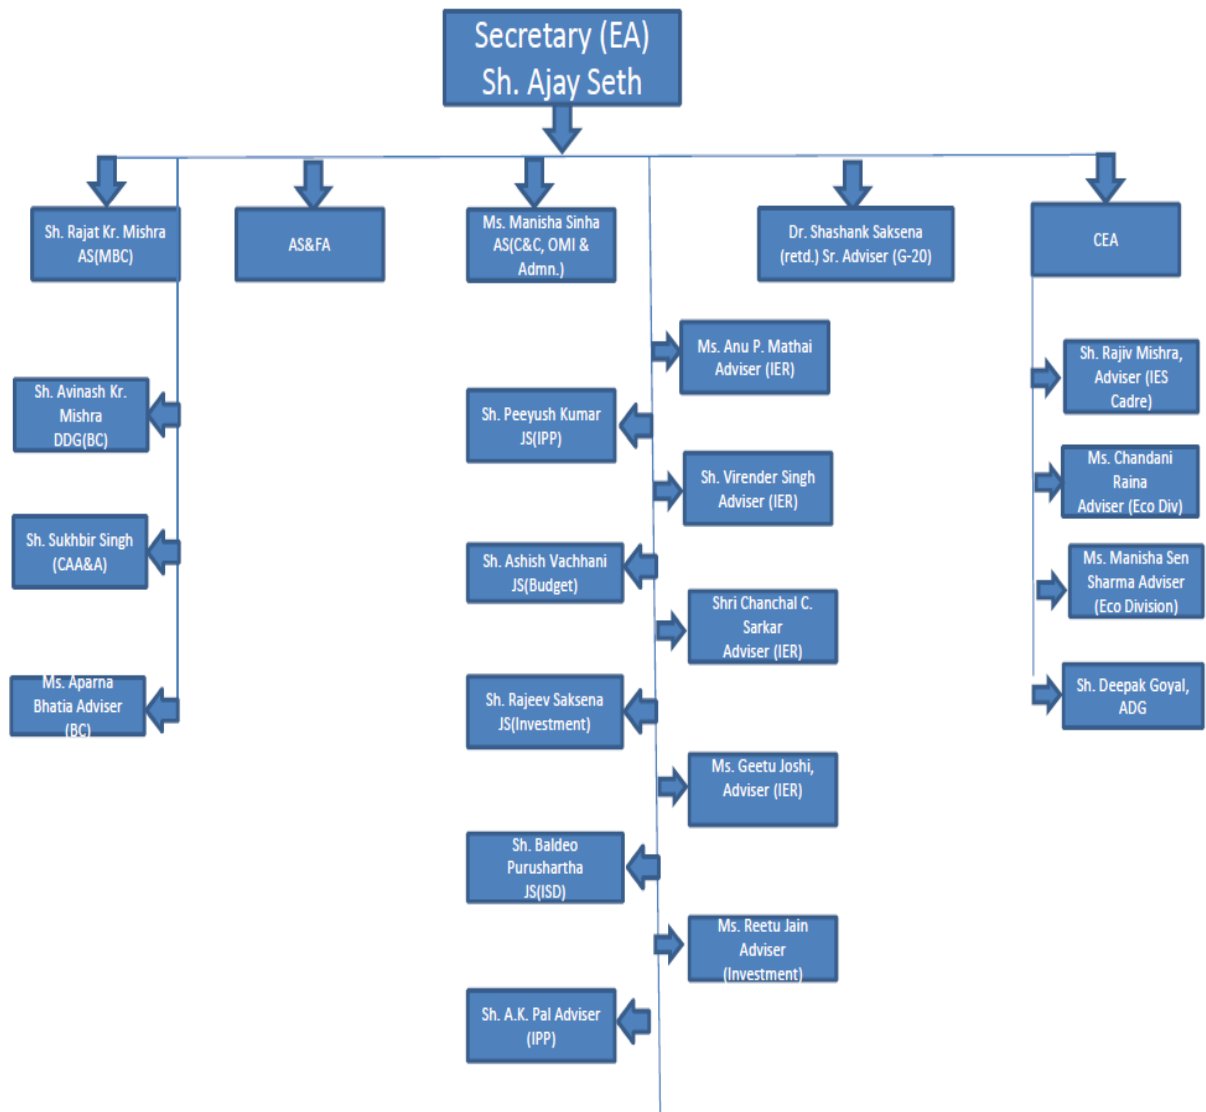 Secretary (EA)
Sh. Ajay Seth
Sh. Rajat Kr. Mishra
AS(MBC)
AS&FA
Ms. Manisha Sinha
AS(C&C, OMI &
Admn.)
Dr. Shashank Saksena
(retd.) Sr. Adviser (G-20)
CEA
Sh. Avinash Kr.
Mishra
DDG(BC)
Sh. Sukhbir Singh
(CAA&A)
Ms. Aparna
Bhatia Adviser
(BC)
Ms. Anu P. Mathai
Adviser (IER)
Sh. Peeyush Kumar
JS(IPP)
Sh. Virender Singh
Adviser (IER)
Sh. Ashish Vachhani
JS(Budget)
Shri Chanchal C.
Sarkar
Adviser (IER)
Sh. Rajeev Saksena
JS(Investment)
Ms. Geetu Joshi,
Adviser (IER)
Sh. Baldeo
Purushartha
JS(ISD)
Ms. Reetu Jain
Adviser
(Investment)
Sh. A.K. Pal Adviser
(IPP)
Sh. Rajiv Mishra,
Adviser (IES
Cadre)
Ms. Chandani
Raina
Adviser (Eco Div)
Ms. Manisha Sen
Sharma Adviser
(Eco Division)
Sh. Deepak Goyal,
ADG